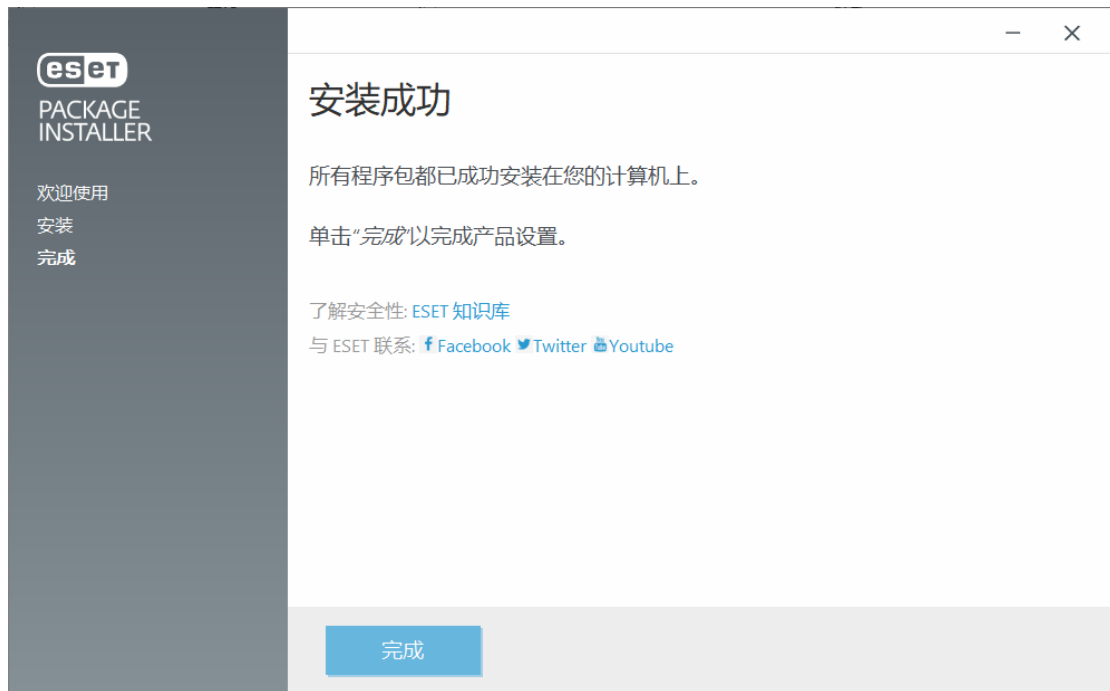 eset
PACKAGE
INSTALLER
欢迎使用
安装
完成
安装成功
所有程序包都已成功安装在您的计算机上。
单击“完成”以完成产品设置。
了解安全性: ESET 知识库
与 ESET 联系: Facebook Twitter Youtube
完成